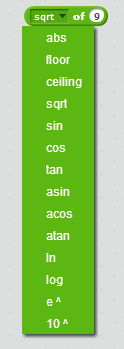 sqrt of 9
abs
floor
ceiling
sqrt
sin
cos
tan
asin
acos
atan
ln
log
e ^
10 ^